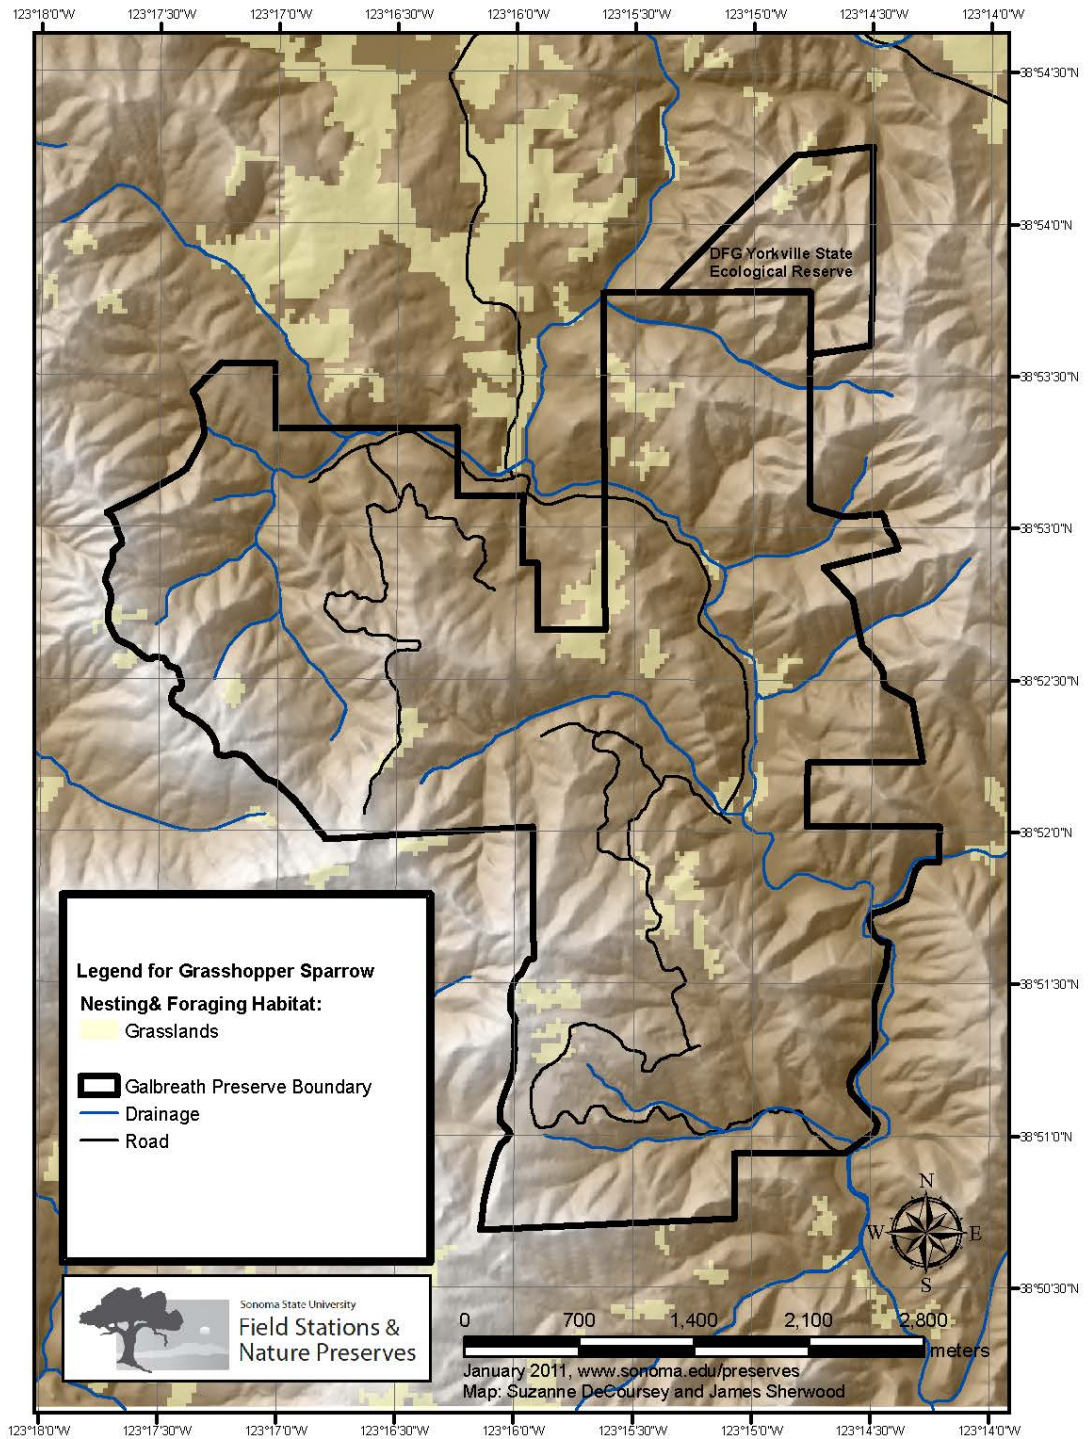 123°18'0"W 123°17'30"W 123°17'0"W 123°16'30"W 123°16'0"W 123°15'30"W 123°15'0"W 123°14'30"W 123°14'0"W
38°54'30"N
38°54'0"N
DFG Yorkville State
Ecological Reserve
38°53'30"N
38°53'0"N
38°52'30"N
38°52'0"N
38°51'30"N
38°51'0"N
38°50'30"N
Legend for Grasshopper Sparrow
Nesting& Foraging Habitat:
Grasslands
Galbreath Preserve Boundary
Drainage
Road
N
W E
S
Sonoma State University
Field Stations &
Nature Preserves
0 700 1,400 2,100 2,800
meters
January 2011, www.sonoma.edu/preserves
Map: Suzanne DeCoursey and James Sherwood
123°18'0"W 123°17'30"W 123°17'0"W 123°16'30"W 123°16'0"W 123°15'30"W 123°15'0"W 123°14'30"W 123°14'0"W